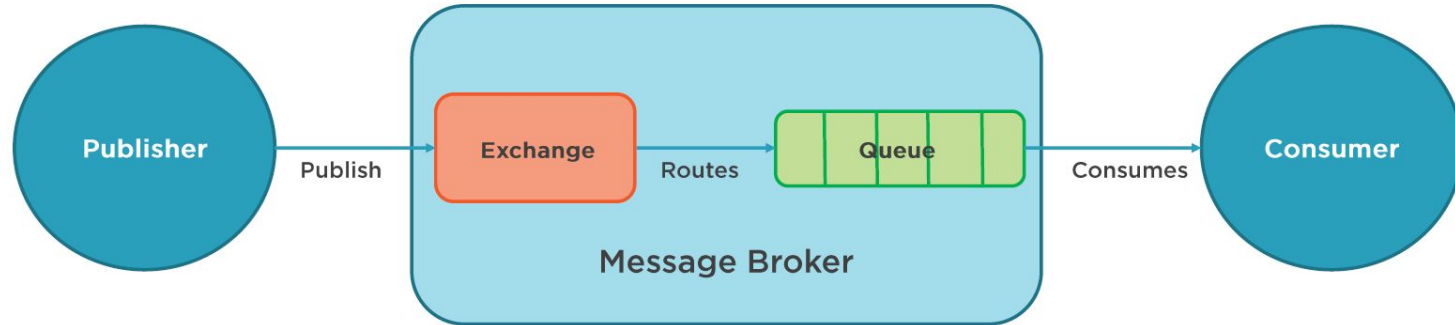 Publisher
Publish
Exchange
Routes
Queue
Consumes
Consumer
Message Broker